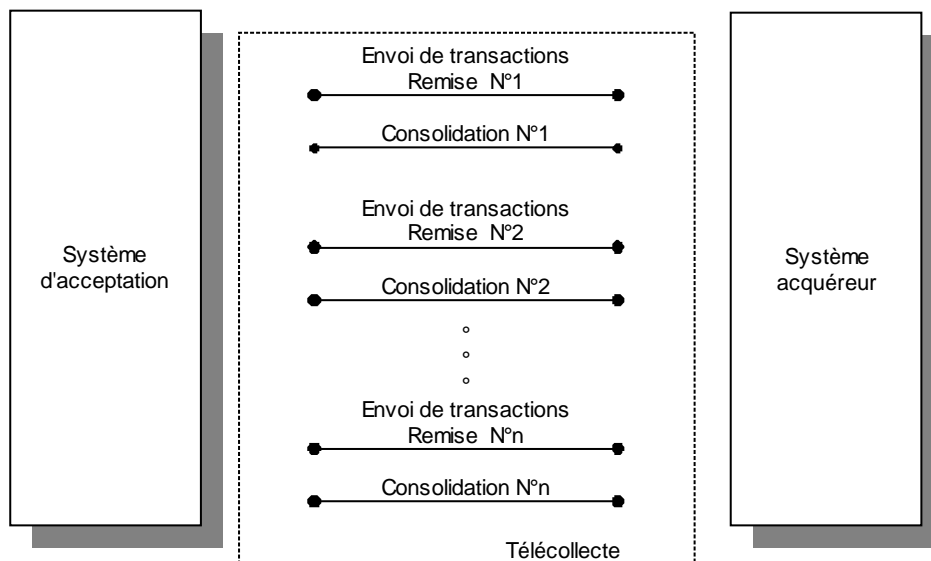 Envoi de transactions
Remise N°1
Consolidation N°1
Envoi de transactions
Remise N°2
Système
d'acceptation
Système
acquéreur
Consolidation N°2
Envoi de transactions
Remise N°n
Consolidation N°n
Télécollecte